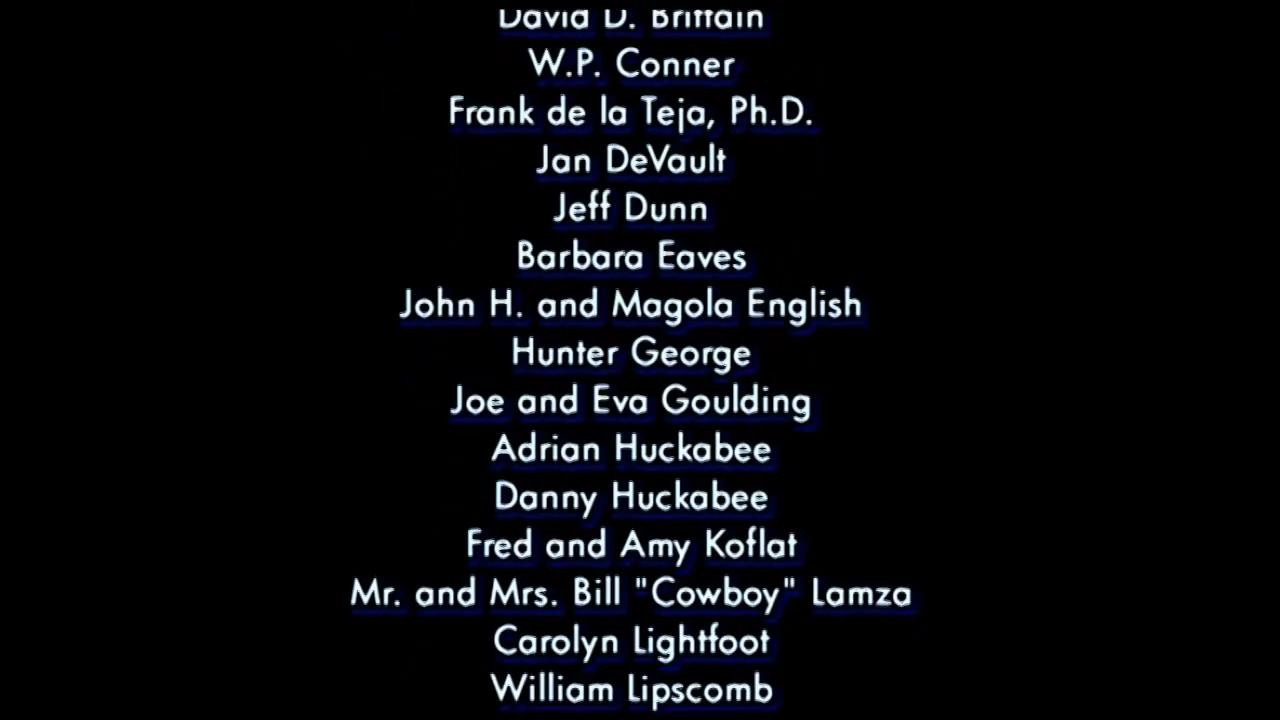 David D. Brittain
W.P. Conner
Frank de la Teja, Ph.D.
Jan DeVault
Jeff Dunn
Barbara Eaves
John H. and Magola English
Hunter George
Joe and Eva Goulding
Adrian Huckabee
Danny Huckabee
Fred and Amy Koflat
Mr. and Mrs. Bill "Cowboy" Lamza
Carolyn Lightfoot
William Lipscomb